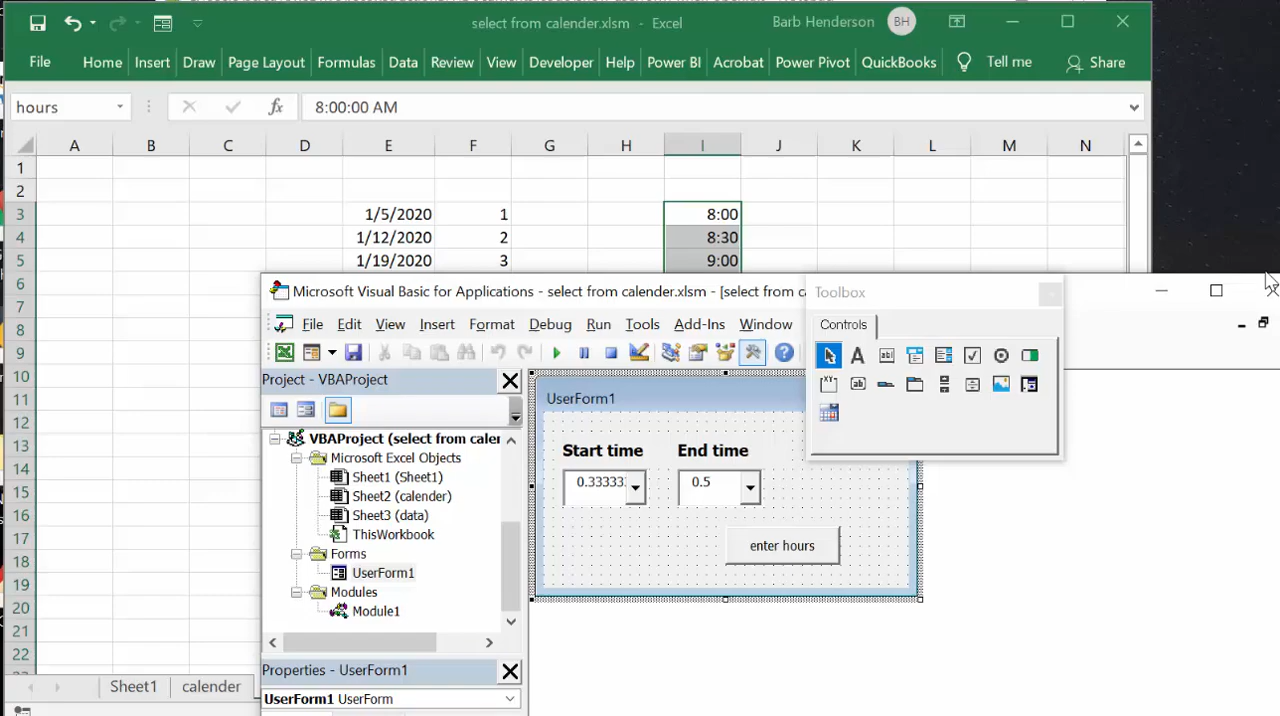 select from calender.xlsm - Excel
Barb Henderson
BH
File Home Insert Draw Page Layout Formulas Data Review View Developer Help Power BI Acrobat Power Pivot QuickBooks Tell me Share
hours
fx
8:00:00 AM
A B C D E F G H I J K L M N
1
2
3 1/5/2020 1 8:00
4 1/12/2020 2 8:30
5 1/19/2020 3 9:00
6
7
8
9
10
11
12
13
14
15
16
17
18
19
20
21
22
Microsoft Visual Basic for Applications - select from calender.xlsm - [select from ca
Toolbox
Controls
File Edit View Insert Format Debug Run Tools Add-Ins Window
Project - VBAProject
VBAProject (select from calen
Microsoft Excel Objects
Sheet1 (Sheet1)
Sheet2 (calender)
Sheet3 (data)
ThisWorkbook
Forms
UserForm1
Modules
Module1
Properties - UserForm1
UserForm1 UserForm
UserForm1
Start time End time
0.33333 0.5
enter hours
Sheet1 calender